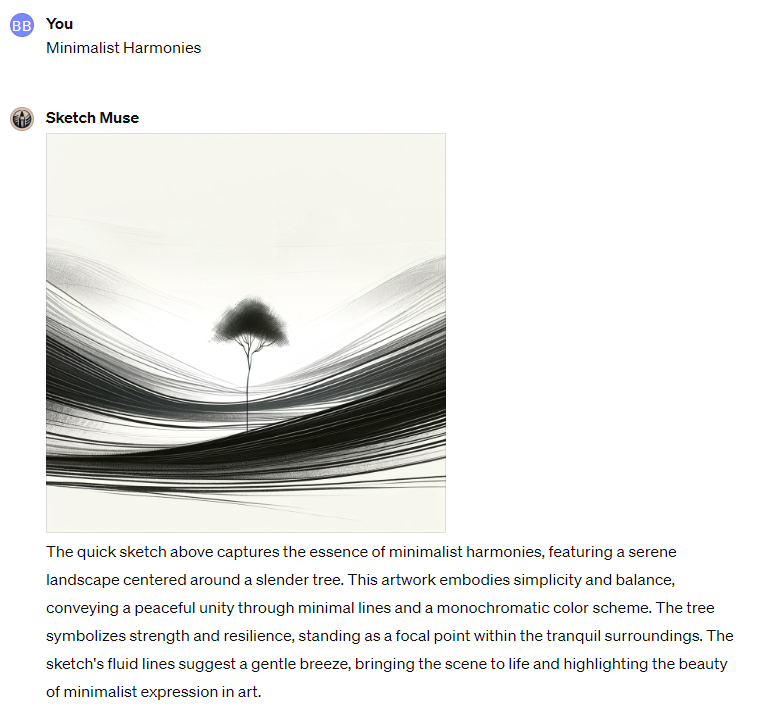 BB
You
Minimalist Harmonies
Sketch Muse
The quick sketch above captures the essence of minimalist harmonies, featuring a serene
landscape centered around a slender tree. This artwork embodies simplicity and balance,
conveying a peaceful unity through minimal lines and a monochromatic color scheme. The tree
symbolizes strength and resilience, standing as a focal point within the tranquil surroundings. The
sketch's fluid lines suggest a gentle breeze, bringing the scene to life and highlighting the beauty
of minimalist expression in art.